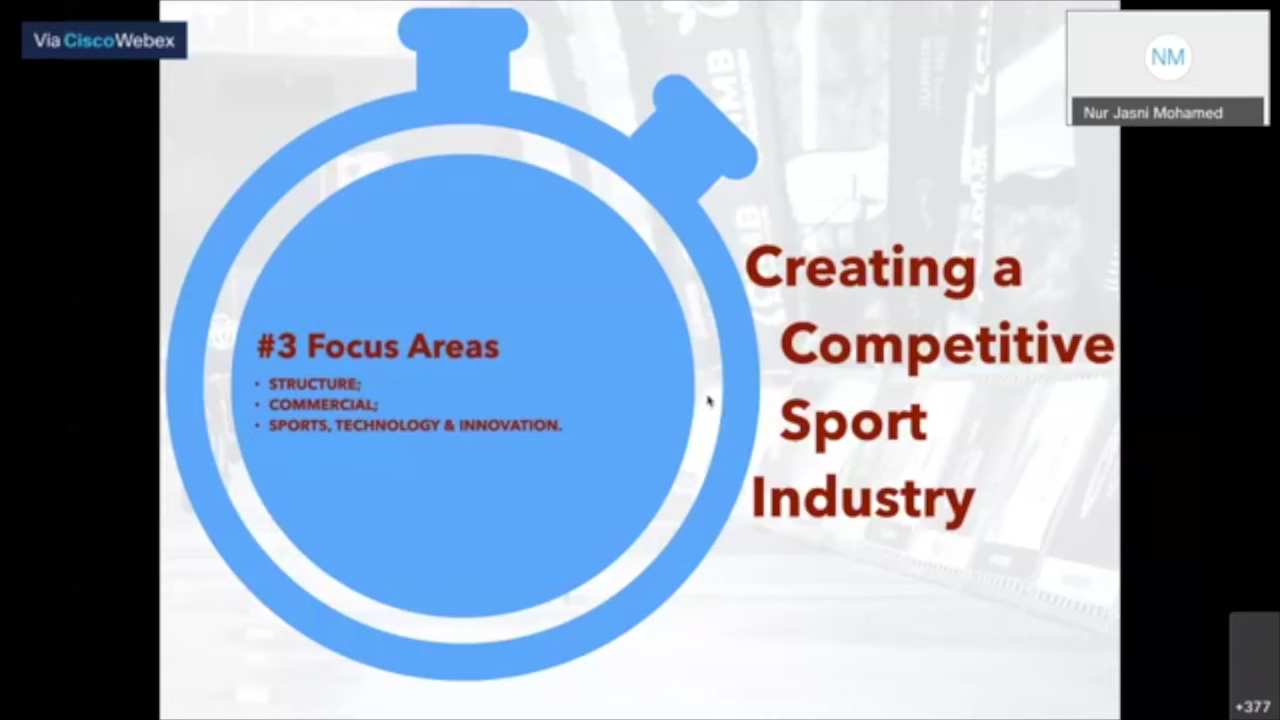 Via CiscoWebex
NM
Nur Jasni Mohamed
Creating a
Competitive
Sport
Industry
#3 Focus Areas
• STRUCTURE;
• COMMERCIAL;
• SPORTS, TECHNOLOGY & INNOVATION.
+377